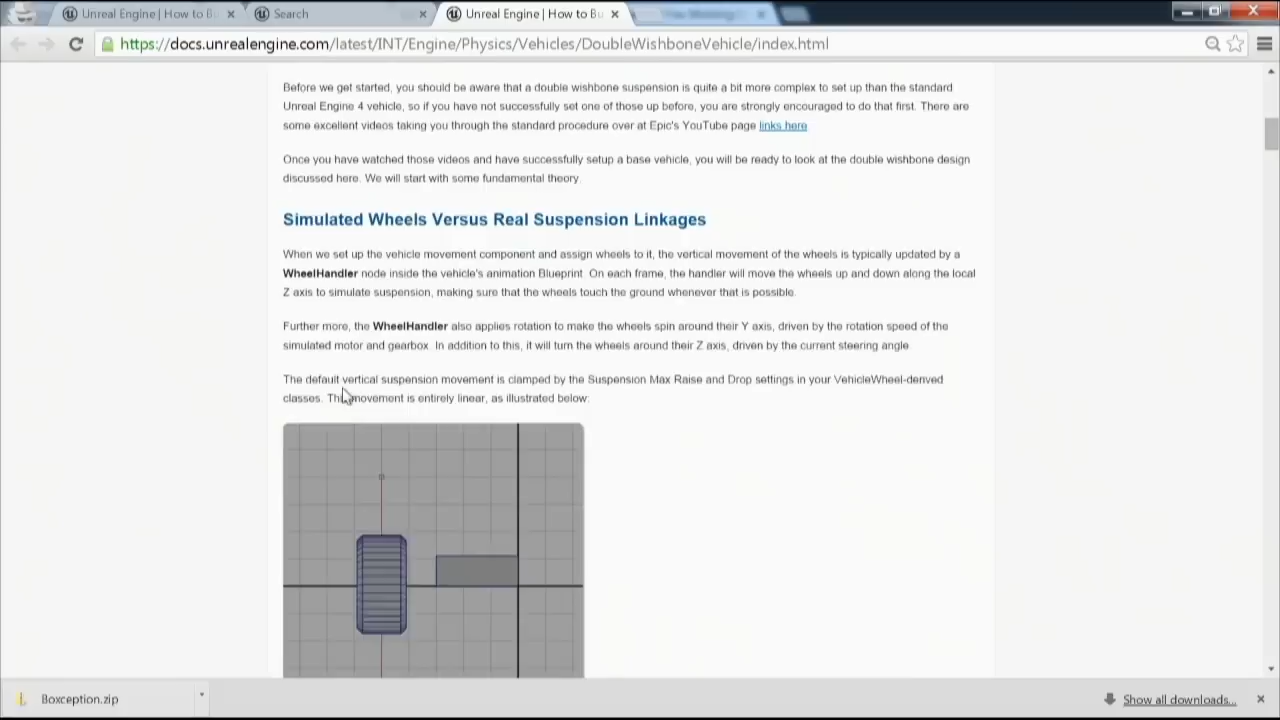 Unreal Engine | How to Bu
Search
Unreal Engine | How to Bu
https://docs.unrealengine.com/latest/INT/Engine/Physics/Vehicles/DoubleWishboneVehicle/index.html
Before we get started, you should be aware that a double wishbone suspension is quite a bit more complex to set up than the standard
Unreal Engine 4 vehicle, so if you have not successfully set one of those up before, you are strongly encouraged to do that first. There are
some excellent videos taking you through the standard procedure over at Epic's YouTube page links here
Once you have watched those videos and have successfully setup a base vehicle, you will be ready to look at the double wishbone design
discussed here. We will start with some fundamental theory.
Simulated Wheels Versus Real Suspension Linkages
When we set up the vehicle movement component and assign wheels to it, the vertical movement of the wheels is typically updated by a
WheelHandler node inside the vehicle's animation Blueprint. On each frame, the handler will move the wheels up and down along the local
Z axis to simulate suspension, making sure that the wheels touch the ground whenever that is possible.
Further more, the WheelHandler also applies rotation to make the wheels spin around their Y axis, driven by the rotation speed of the
simulated motor and gearbox. In addition to this, it will turn the wheels around their Z axis, driven by the current steering angle.
The default vertical suspension movement is clamped by the Suspension Max Raise and Drop settings in your VehicleWheel-derived
classes. movement is entirely linear, as illustrated below:
Boxception.zip
Show all downloads...